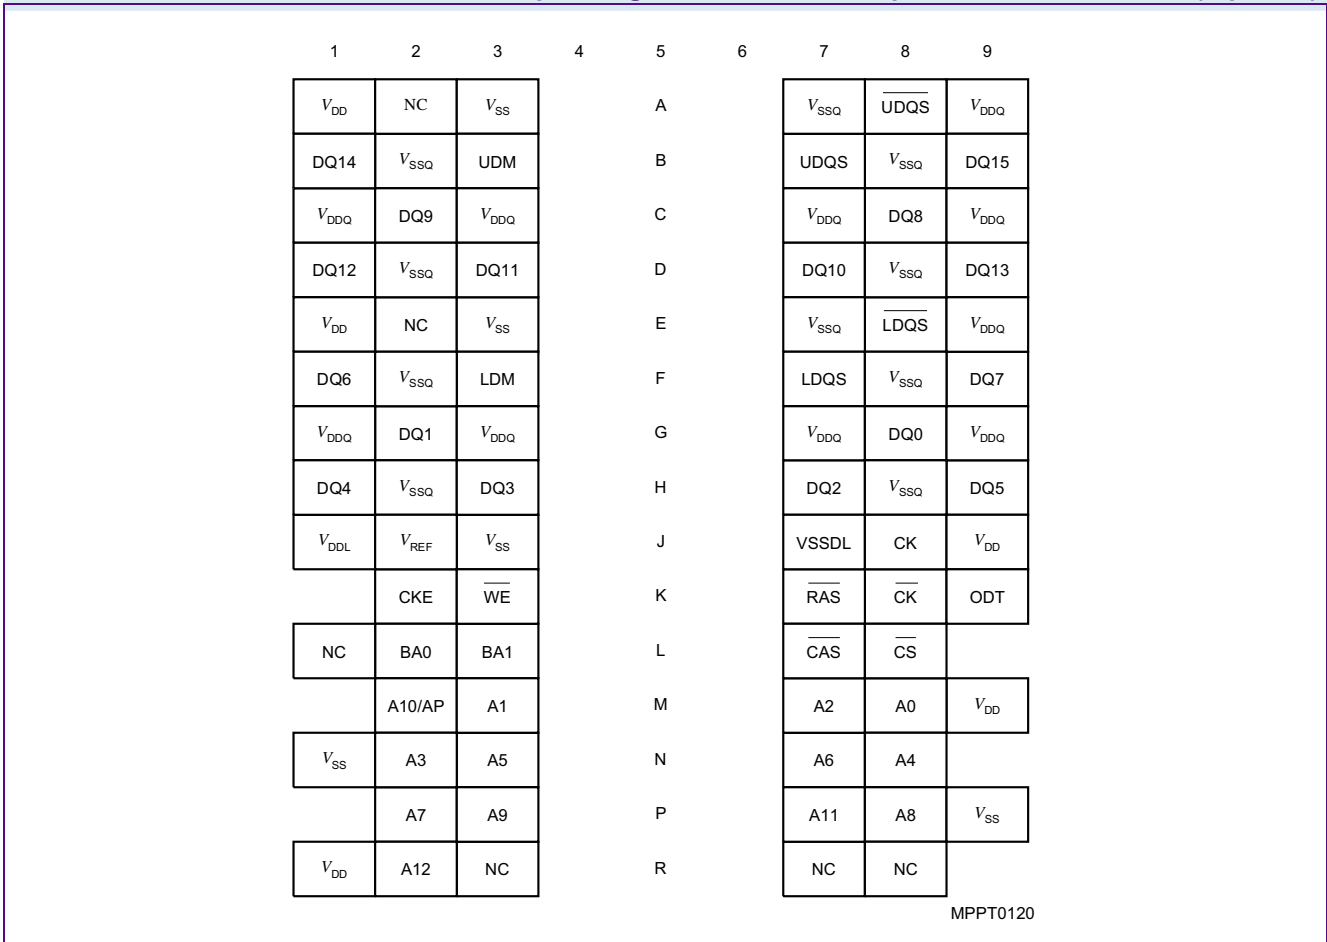 1 2 3 4 5 6 7 8 9
VDD NC VSS A VSSQ UDQS VDDQ
DQ14 VSSQ UDM B UDQS VSSQ DQ15
VDDQ DQ9 VDDQ C VDDQ DQ8 VDDQ
DQ12 VSSQ DQ11 D DQ10 VSSQ DQ13
VDD NC VSS E VSSQ LDQS VDDQ
DQ6 VSSQ LDM F LDQS VSSQ DQ7
VDDQ DQ1 VDDQ G VDDQ DQ0 VDDQ
DQ4 VSSQ DQ3 H DQ2 VSSQ DQ5
VDDL VREF VSS J VSSDL CK VDD
CKE WE K RAS CK ODT
NC BA0 BA1 L CAS CS
A10/AP A1 M A2 A0 VDD
VSS A3 A5 N A6 A4
A7 A9 P A11 A8 VSS
VDD A12 NC R NC NC
MPPT0120